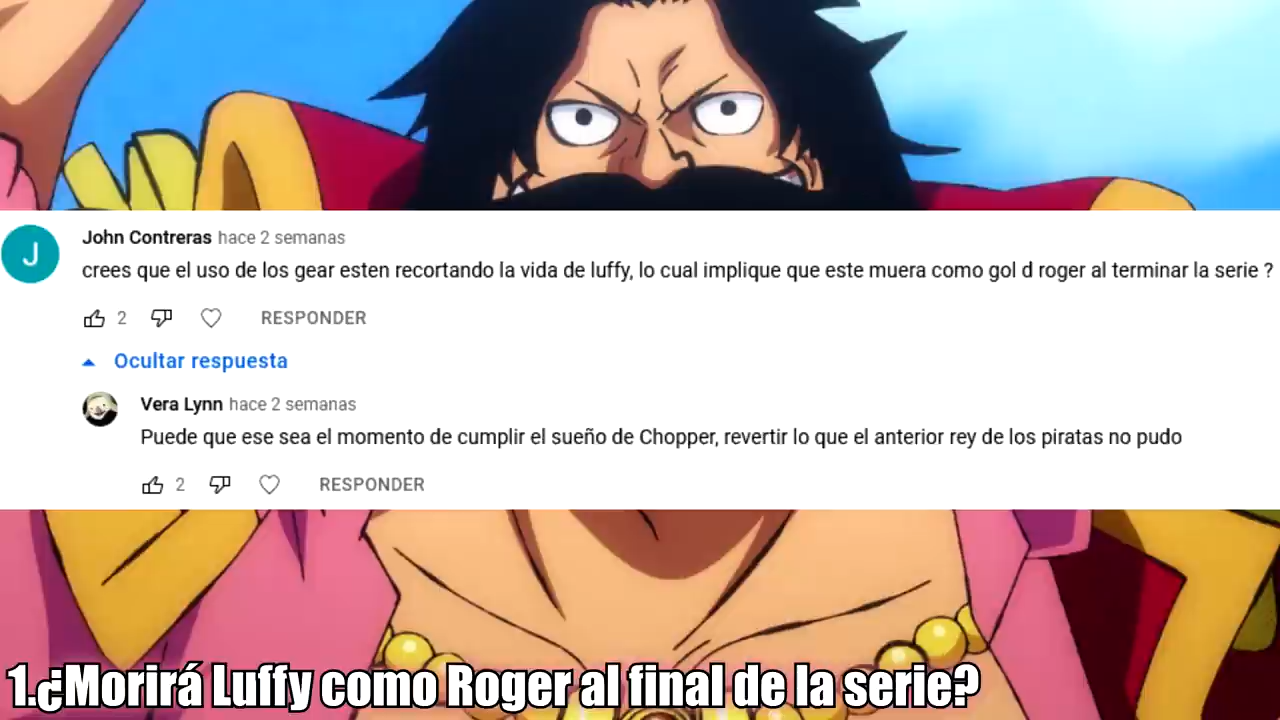 J
John Contreras hace 2 semanas
crees que el uso de los gear esten recortando la vida de luffy, lo cual implique que este muera como gol d roger al terminar la serie ?
2 RESPONDER
Ocultar respuesta
Vera Lynn hace 2 semanas
Puede que ese sea el momento de cumplir el sueño de Chopper, revertir lo que el anterior rey de los piratas no pudo
2 RESPONDER
1.¿Morirá Luffy como Roger al final de la serie?